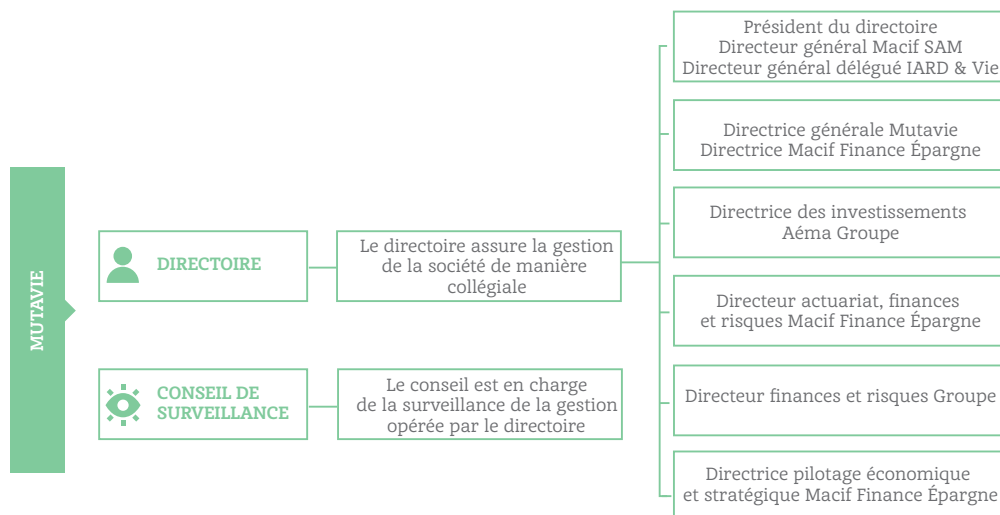 MUTAVIE
DIRECTOIRE
Le directoire assure la gestion
de la société de manière
collégiale
Président du directoire
Directeur général Macif SAM
Directeur général délégué IARD & Vie
Directrice générale Mutavie
Directrice Macif Finance Épargne
Directrice des investissements
Aéma Groupe
Directeur actuariat, finances
et risques Macif Finance Épargne
Directeur finances et risques Groupe
Directrice pilotage économique
et stratégique Macif Finance Épargne
CONSEIL DE
SURVEILLANCE
Le conseil est en charge
de la surveillance de la gestion
opérée par le directoire